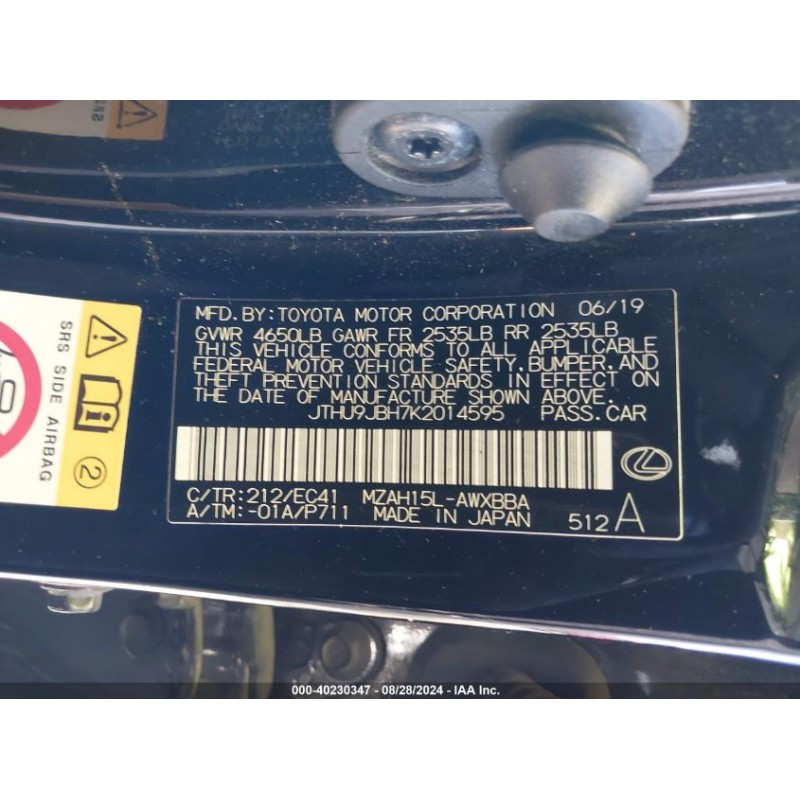 MFD. BY: TOYOTA MOTOR CORPORATION 06/19
GVWR 4650LB GAWR FR 2535LB RR 2535LB
THIS VEHICLE CONFORMS TO ALL APPLICABLE
FEDERAL MOTOR VEHICLE SAFETY, BUMPER, AND
THEFT PREVENTION STANDARDS IN EFFECT ON
THE DATE OF MANUFACTURE SHOWN ABOVE.
JTHU9JBH7K2014595 PASS. CAR
C/TR: 212/EC41 MZAH15L-AWXBBA
A/TM: -01A/P711 MADE IN JAPAN 512 A
SRS SIDE AIRBAG
2
000-40230347 - 08/28/2024 - IAA Inc.